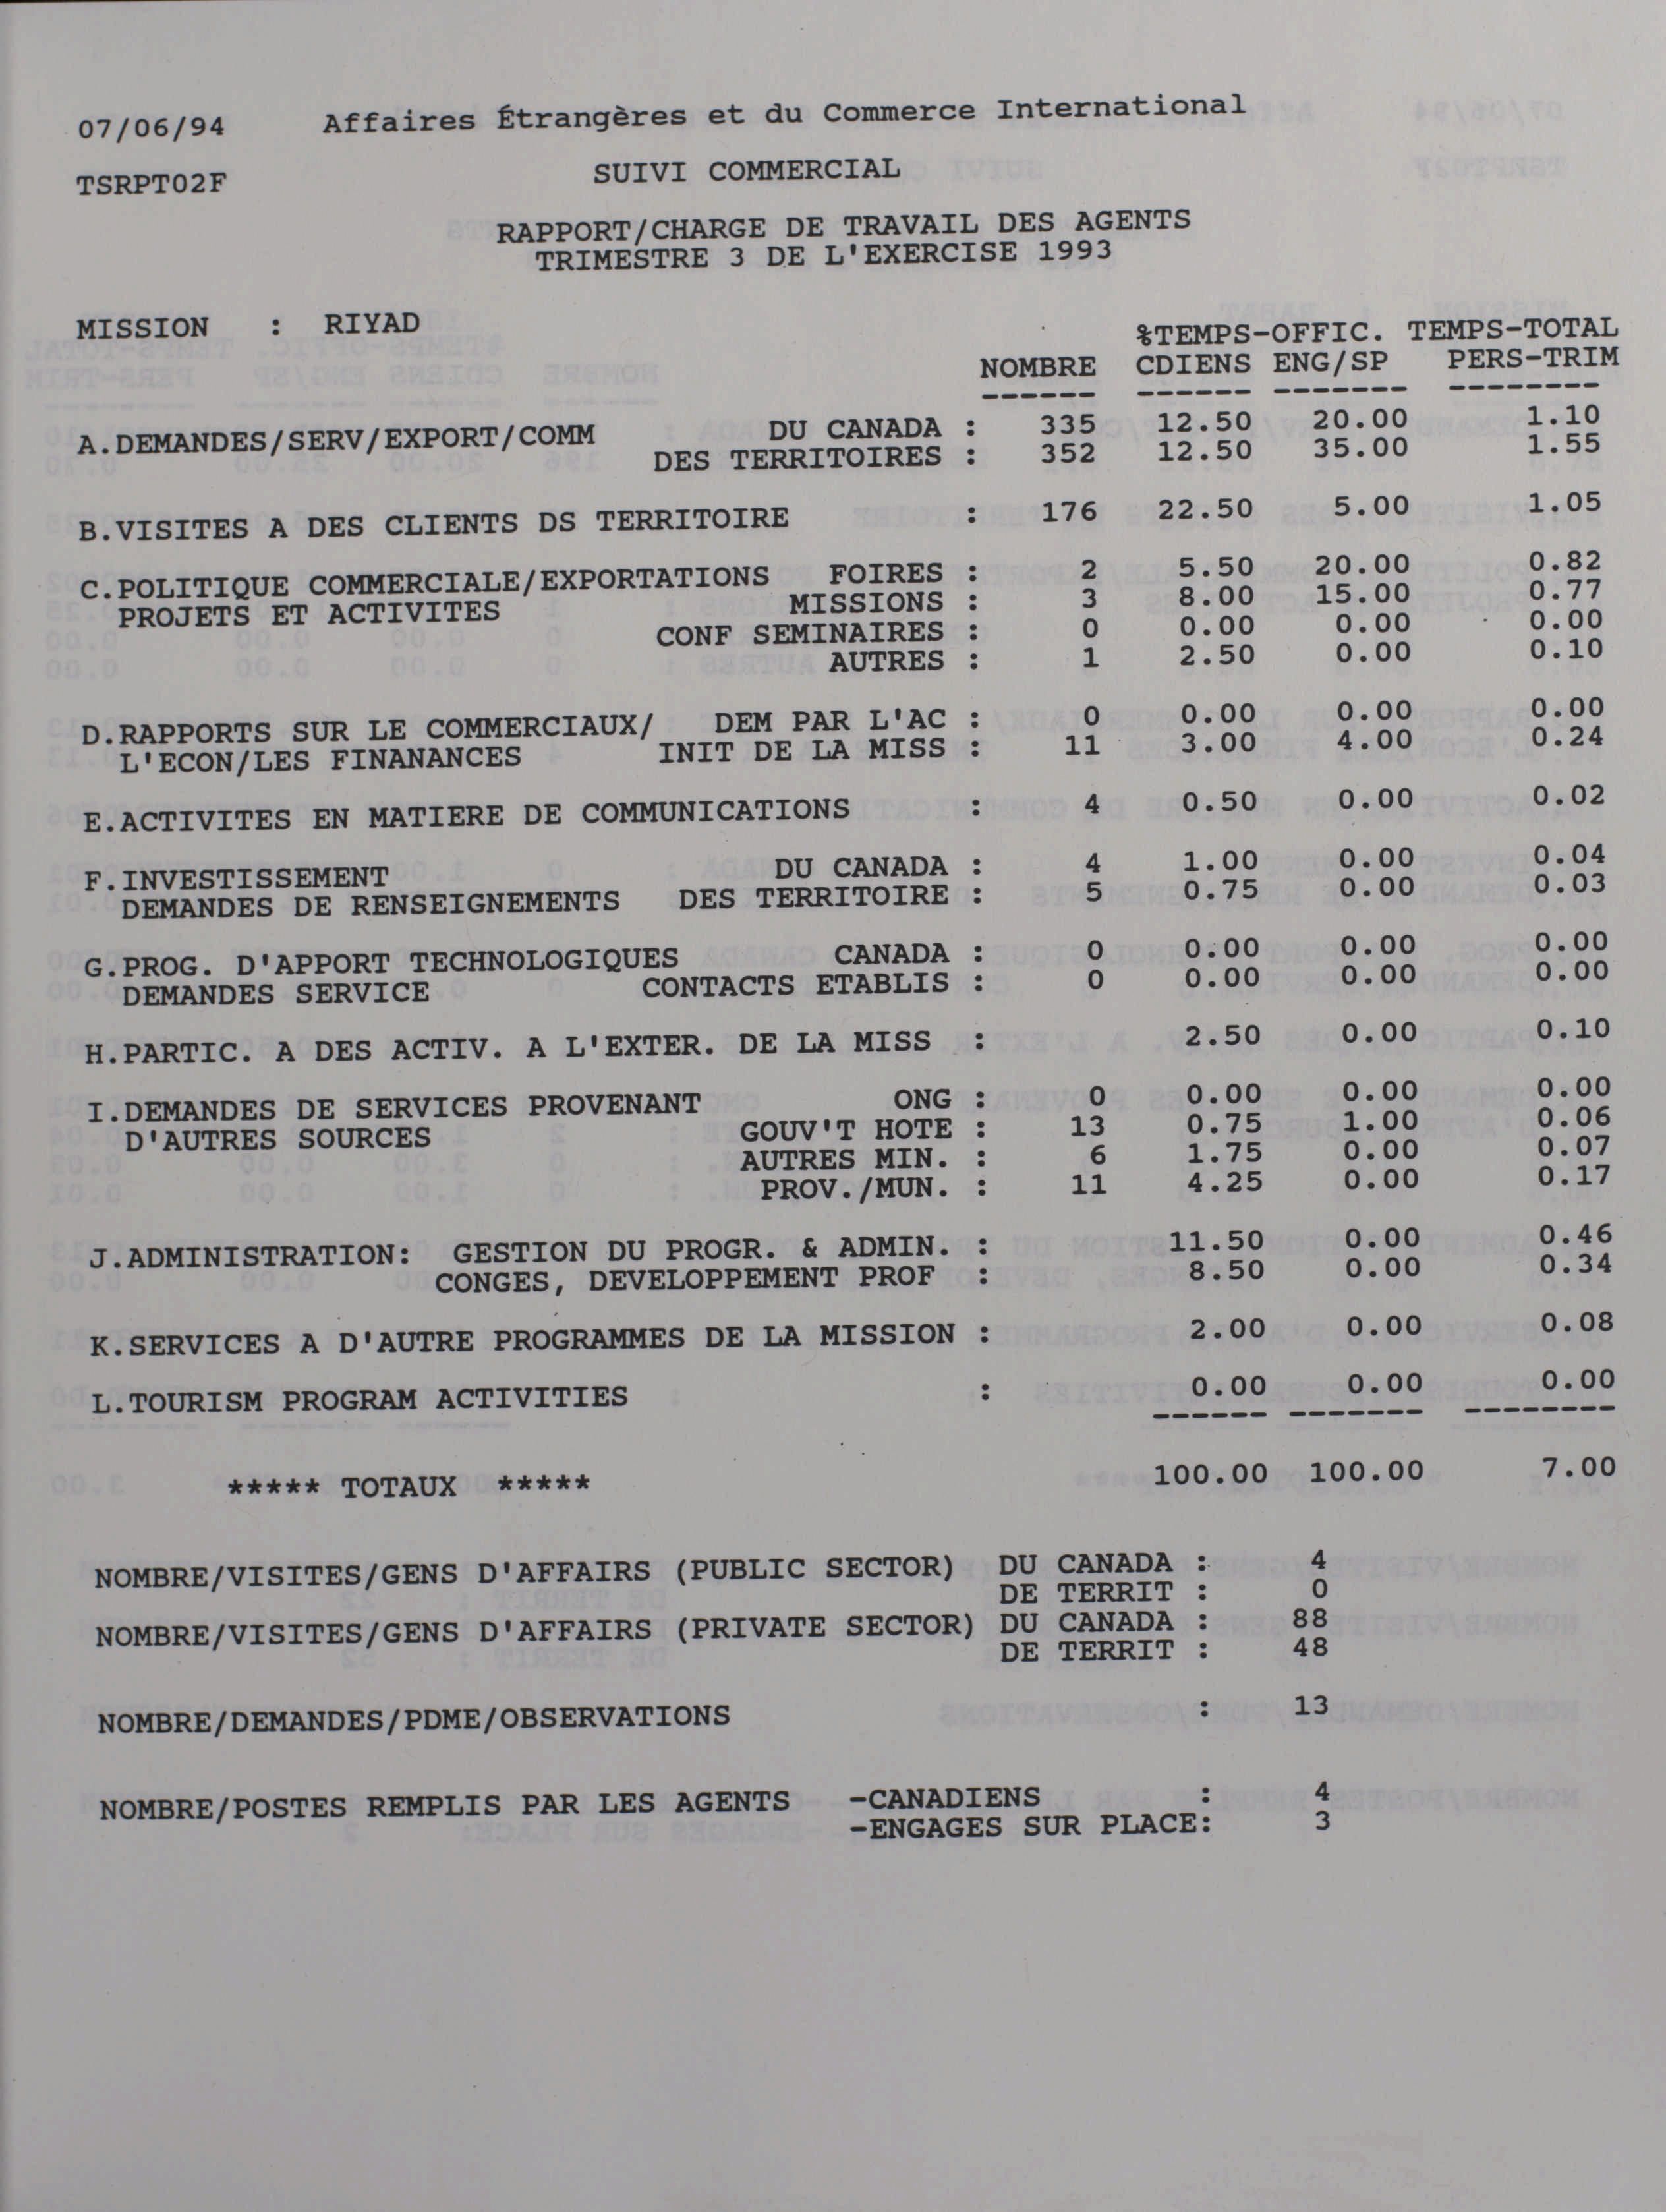 07/06/94 Affaires Étrangères et du Commerce International
TSRPT02F SUIVI COMMERCIAL
RAPPORT/CHARGE DE TRAVAIL DES AGENTS
TRIMESTRE 3 DE L'EXERCISE 1993
MISSION : RIYAD
%TEMPS-OFFIC. TEMPS-TOTAL
NOMBRE CDIENS ENG/SP PERS-TRIM
------ ------ ------- --------
A.DEMANDES/SERV/EXPORT/COMM DU CANADA : 335 12.50 20.00 1.10
DES TERRITOIRES : 352 12.50 35.00 1.55
B.VISITES A DES CLIENTS DS TERRITOIRE : 176 22.50 5.00 1.05
C.POLITIQUE COMMERCIALE/EXPORTATIONS FOIRES : 2 5.50 20.00 0.82
PROJETS ET ACTIVITES MISSIONS : 3 8.00 15.00 0.77
CONF SEMINAIRES : 0 0.00 0.00 0.00
AUTRES : 1 2.50 0.00 0.10
D.RAPPORTS SUR LE COMMERCIAUX/ DEM PAR L'AC : 0 0.00 0.00 0.00
L'ECON/LES FINANANCES INIT DE LA MISS : 11 3.00 4.00 0.24
E.ACTIVITES EN MATIERE DE COMMUNICATIONS : 4 0.50 0.00 0.02
F.INVESTISSEMENT DU CANADA : 4 1.00 0.00 0.04
DEMANDES DE RENSEIGNEMENTS DES TERRITOIRE : 5 0.75 0.00 0.03
G.PROG. D'APPORT TECHNOLOGIQUES CANADA : 0 0.00 0.00 0.00
DEMANDES SERVICE CONTACTS ETABLIS : 0 0.00 0.00 0.00
H.PARTIC. A DES ACTIV. A L'EXTER. DE LA MISS : 2.50 0.00 0.10
I.DEMANDES DE SERVICES PROVENANT ONG : 0 0.00 0.00 0.00
D'AUTRES SOURCES GOUV'T HOTE : 13 0.75 1.00 0.06
AUTRES MIN. : 6 1.75 0.00 0.07
PROV./MUN. : 11 4.25 0.00 0.17
J.ADMINISTRATION: GESTION DU PROGR. & ADMIN. : 11.50 0.00 0.46
CONGES, DEVELOPPEMENT PROF : 8.50 0.00 0.34
K.SERVICES A D'AUTRE PROGRAMMES DE LA MISSION : 2.00 0.00 0.08
L.TOURISM PROGRAM ACTIVITIES : 0.00 0.00 0.00
------ ------- --------
***** TOTAUX ***** 100.00 100.00 7.00
NOMBRE/VISITES/GENS D'AFFAIRS (PUBLIC SECTOR) DU CANADA : 4
DE TERRIT : 0
NOMBRE/VISITES/GENS D'AFFAIRS (PRIVATE SECTOR) DU CANADA : 88
DE TERRIT : 48
NOMBRE/DEMANDES/PDME/OBSERVATIONS : 13
NOMBRE/POSTES REMPLIS PAR LES AGENTS -CANADIENS : 4
-ENGAGES SUR PLACE: 3